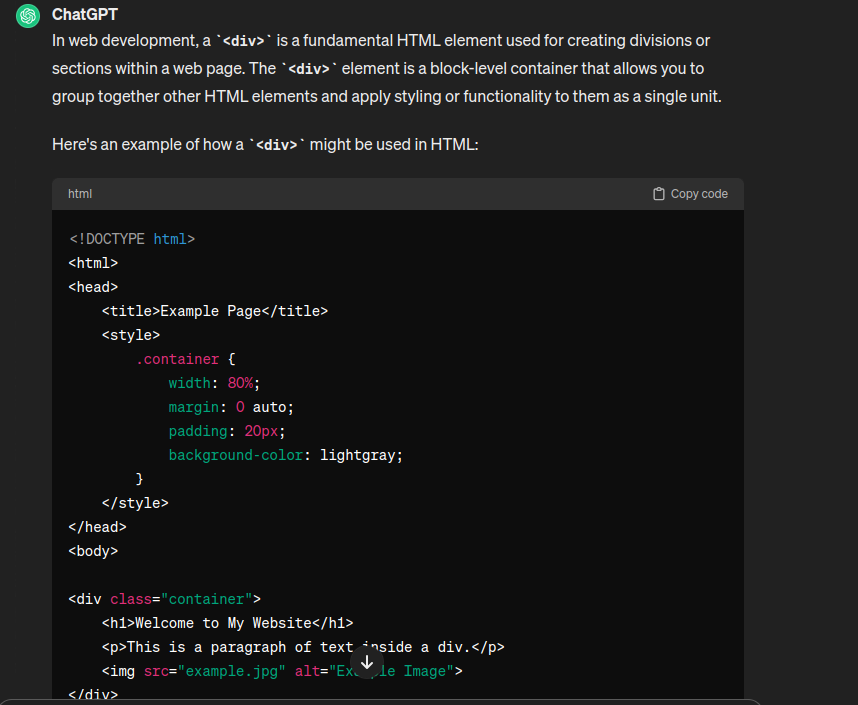 ChatGPT
In web development, a `<div>` is a fundamental HTML element used for creating divisions or
sections within a web page. The `<div>` element is a block-level container that allows you to
group together other HTML elements and apply styling or functionality to them as a single unit.
Here's an example of how a `<div>` might be used in HTML:
html Copy code
<!DOCTYPE html>
<html>
<head>
    <title>Example Page</title>
    <style>
        .container {
            width: 80%;
            margin: 0 auto;
            padding: 20px;
            background-color: lightgray;
        }
    </style>
</head>
<body>
<div class="container">
    <h1>Welcome to My Website</h1>
    <p>This is a paragraph of text inside a div.</p>
    <img src="example.jpg" alt="Example Image">
</div>